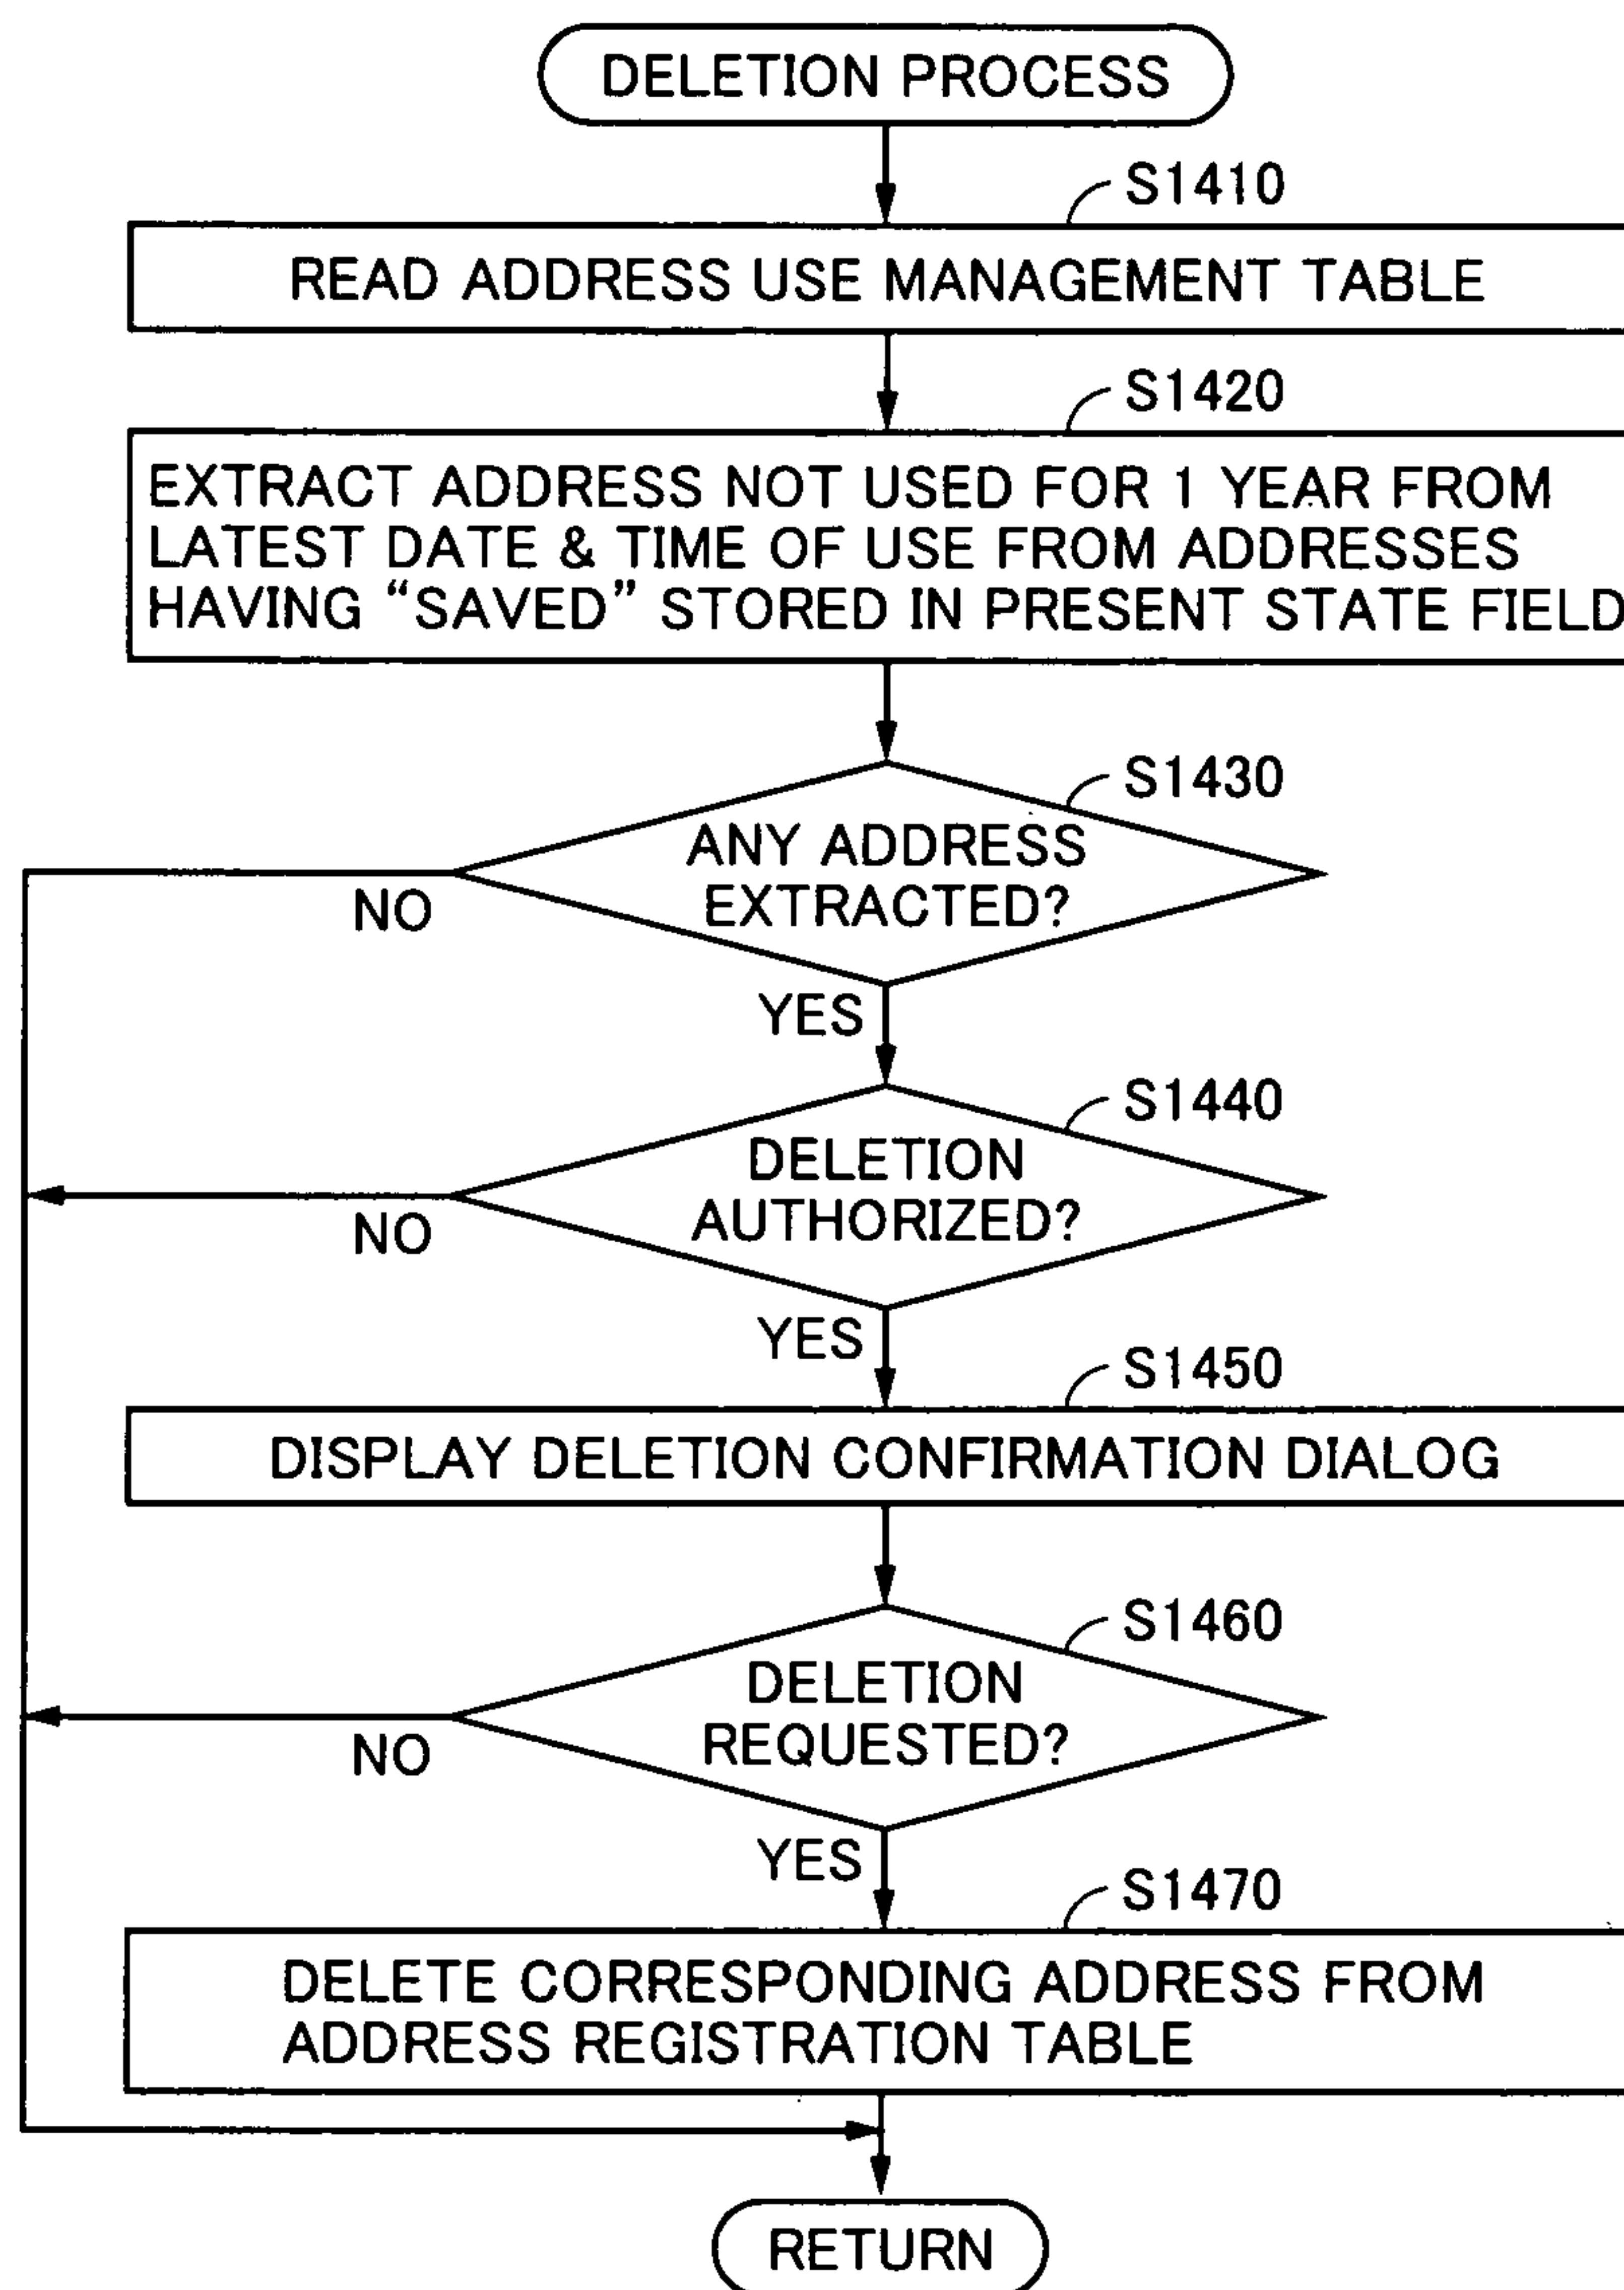 DELETION PROCESS
S1410
READ ADDRESS USE MANAGEMENT TABLE
S1420
EXTRACT ADDRESS NOT USED FOR 1 YEAR FROM
LATEST DATE & TIME OF USE FROM ADDRESSES
HAVING “SAVED” STORED IN PRESENT STATE FIELD
S1430
ANY ADDRESS
EXTRACTED?
NO
YES
S1440
DELETION
AUTHORIZED?
NO
YES
S1450
DISPLAY DELETION CONFIRMATION DIALOG
S1460
DELETION
REQUESTED?
NO
YES
S1470
DELETE CORRESPONDING ADDRESS FROM
ADDRESS REGISTRATION TABLE
RETURN